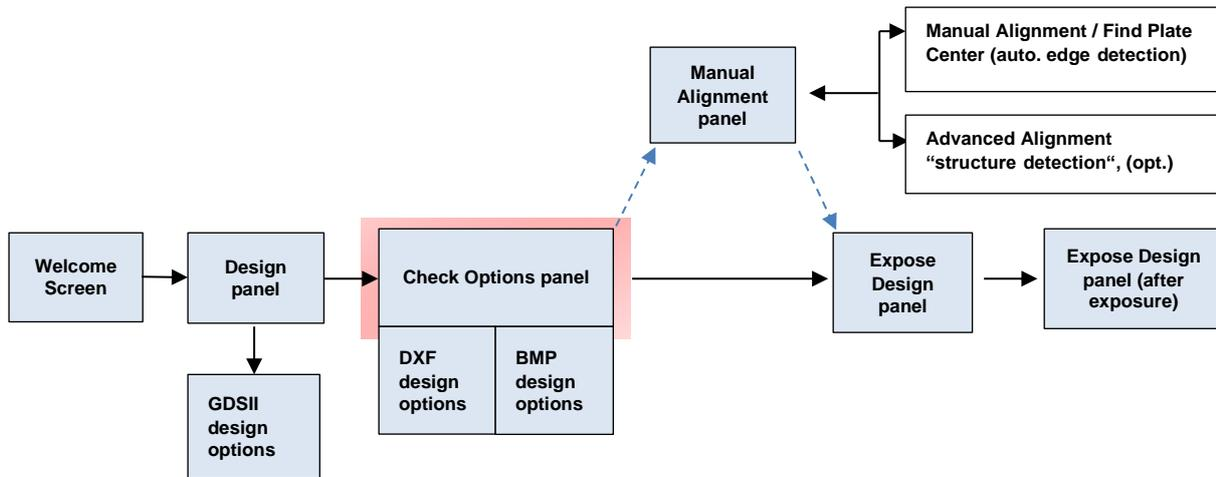 Manual Alignment / Find Plate
Center (auto. edge detection)
Manual
Alignment
panel
Advanced Alignment
“structure detection“, (opt.)
Welcome
Screen
Design
panel
Check Options panel
Expose
Design
panel
Expose Design
panel (after
exposure)
DXF
design
options
BMP
design
options
GDSII
design
options